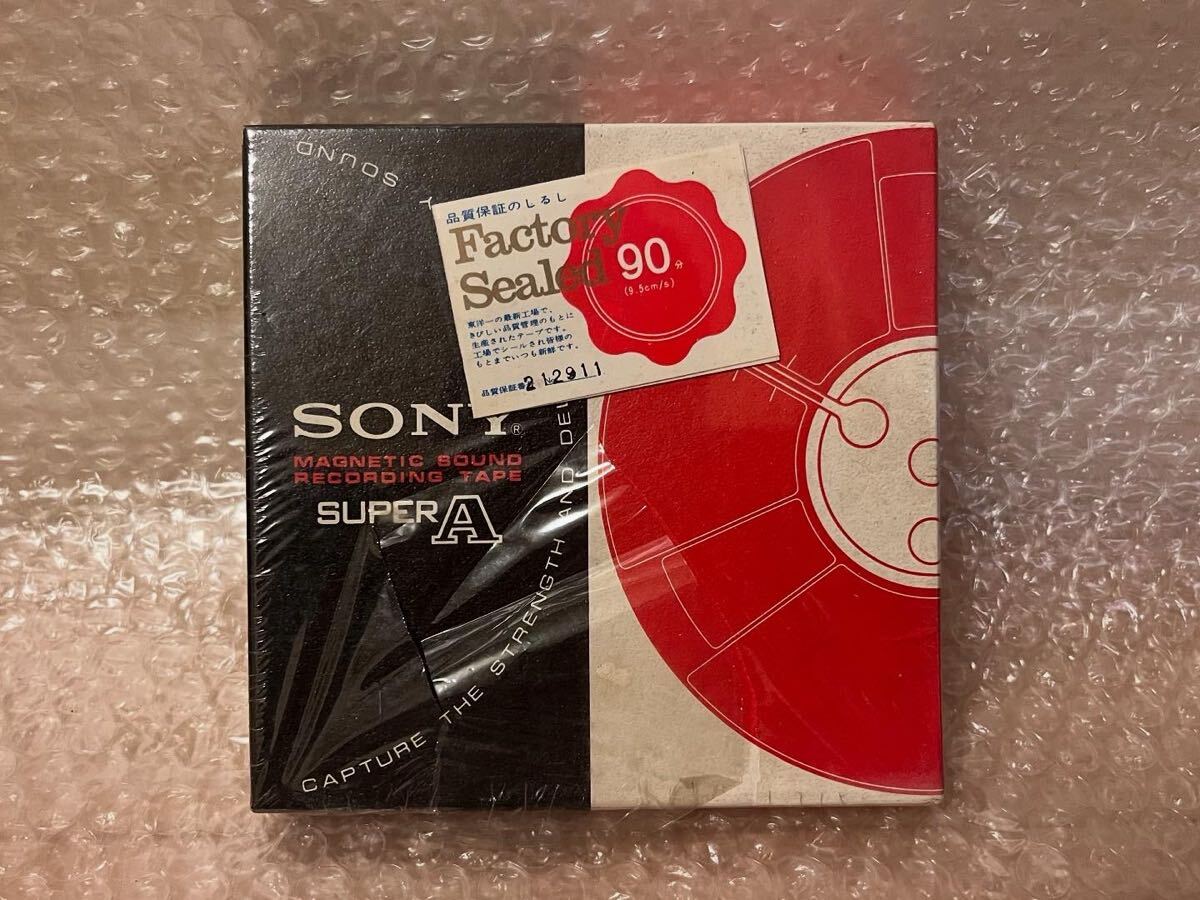 SOUND
品質保証のしるし
Factory
Sealed
90分
(9.5cm/s)
東洋一の最新工場で、
きびしい品質管理のもとに
生産されたテープです。
工場でシールされ皆様の
もとまでいつも新鮮です。
品質保証番
212911
SONY®
MAGNETIC SOUND
RECORDING TAPE
SUPER A
CAPTURE THE STRENGTH AND